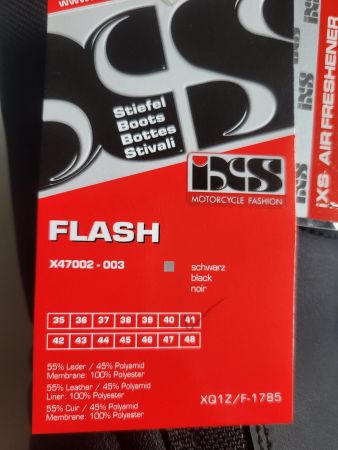 www.
Stiefel
Boots
Bottes
Stivali
iXS
MOTORCYCLE FASHION
iXS
iXS- AIR FRESHENER
FLASH
X47002 - 003
schwarz
black
noir
35 36 37 38 39 40 41
42 43 44 45 46 47 48
55% Leder / 45% Polyamid
Membrane: 100% Polyester
55% Leather / 45% Polyamid
Liner: 100% Polyester
55% Cuir / 45% Polyamid
Membrane: 100% Polyester
XQ1Z/F-1785